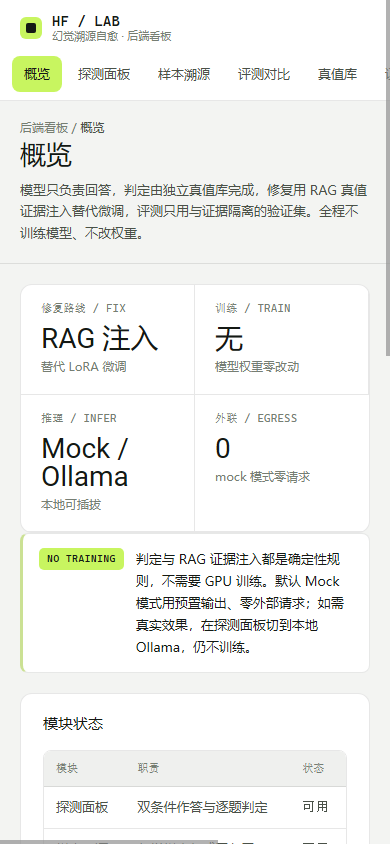 HF / LAB
幻觉溯源自愈 · 后端看板
概览 探测面板 样本溯源 评测对比 真值库
后端看板 / 概览
概览
模型只负责回答，判定由独立真值库完成，修复用 RAG 真值
证据注入替代微调，评测只用与证据隔离的验证集。全程不
训练模型、不改权重。
修复路线 / FIX
RAG 注入
替代 LoRA 微调
训练 / TRAIN
无
模型权重零改动
推理 / INFER
Mock /
Ollama
本地可插拔
外联 / EGRESS
0
mock 模式零请求
NO TRAINING
判定与 RAG 证据注入都是确定性规
则，不需要 GPU 训练。默认 Mock
模式用预置输出、零外部请求；如需
真实效果，在探测面板切到本地
Ollama，仍不训练。
模块状态
模块 职责 状态
探测面板 双条件作答与逐题判定 可用